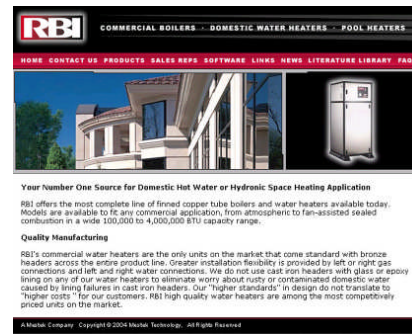 RBI
COMMERCIAL BOILERS · DOMESTIC WATER HEATERS · POOL HEATERS
HOME CONTACT US PRODUCTS SALES REPS SOFTWARE LINKS NEWS LITERATURE LIBRARY FAQ
Your Number One Source for Domestic Hot Water or Hydronic Space Heating Application
RBI offers the most complete line of finned copper tube boilers and water heaters available today.
Models are available to fit any commercial application, from atmospheric to fan-assisted sealed
combustion in a wide 100,000 to 4,000,000 BTU capacity range.
Quality Manufacturing
RBI's commercial water heaters are the only units on the market that come standard with bronze
headers across the entire product line. Greater installation flexibility is provided by left or right gas
connections and left and right water connections. We do not use cast iron headers with glass or epoxy
lining on any of our water heaters to eliminate worry about rusty or contaminated domestic water
caused by lining failures in cast iron headers. Our "higher standards" in design do not translate to
"higher costs " for our customers. RBI high quality water heaters are among the most competitively
priced units on the market.
A Mestek Company Copyright © 2004 Mestek Technology, All Rights Reserved